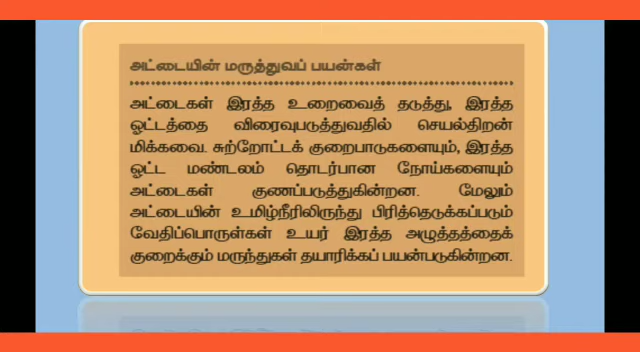 அட்டையின் மருத்துவப் பயன்கள்
அட்டைகள் இரத்த உறைவைத் தடுத்து, இரத்த
ஓட்டத்தை விரைவுபடுத்துவதில் செயல்திறன்
மிக்கவை. சுற்றோட்டக் குறைபாடுகளையும், இரத்த
ஓட்ட மண்டலம் தொடர்பான நோய்களையும்
அட்டைகள் குணப்படுத்துகின்றன. மேலும்
அட்டையின் உமிழ்நீரிலிருந்து பிரித்தெடுக்கப்படும்
வேதிப்பொருள்கள் உயர் இரத்த அழுத்தத்தைக்
குறைக்கும் மருந்துகள் தயாரிக்கப் பயன்படுகின்றன.